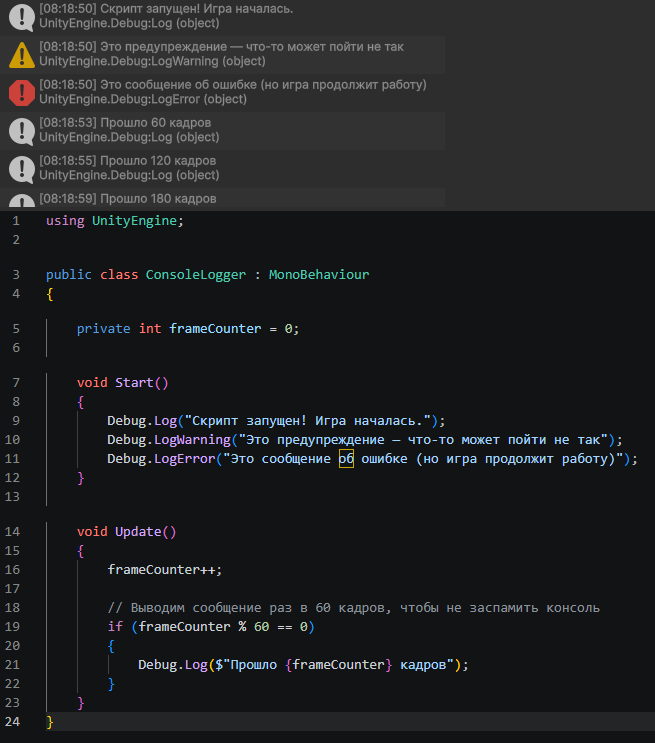 [08:18:50] Скрипт запущен! Игра началась.
UnityEngine.Debug:Log (object)
[08:18:50] Это предупреждение — что-то может пойти не так
UnityEngine.Debug:LogWarning (object)
[08:18:50] Это сообщение об ошибке (но игра продолжит работу)
UnityEngine.Debug:LogError (object)
[08:18:53] Прошло 60 кадров
UnityEngine.Debug:Log (object)
[08:18:55] Прошло 120 кадров
UnityEngine.Debug:Log (object)
[08:18:59] Прошло 180 кадров
1 using UnityEngine;
2
3 public class ConsoleLogger : MonoBehaviour
4 {
5 private int frameCounter = 0;
6
7 void Start()
8 {
9 Debug.Log("Скрипт запущен! Игра началась.");
10 Debug.LogWarning("Это предупреждение — что-то может пойти не так");
11 Debug.LogError("Это сообщение об ошибке (но игра продолжит работу)");
12 }
13
14 void Update()
15 {
16 frameCounter++;
17
18 // Выводим сообщение раз в 60 кадров, чтобы не заспамить консоль
19 if (frameCounter % 60 == 0)
20 {
21 Debug.Log($"Прошло {frameCounter} кадров");
22 }
23 }
24 }